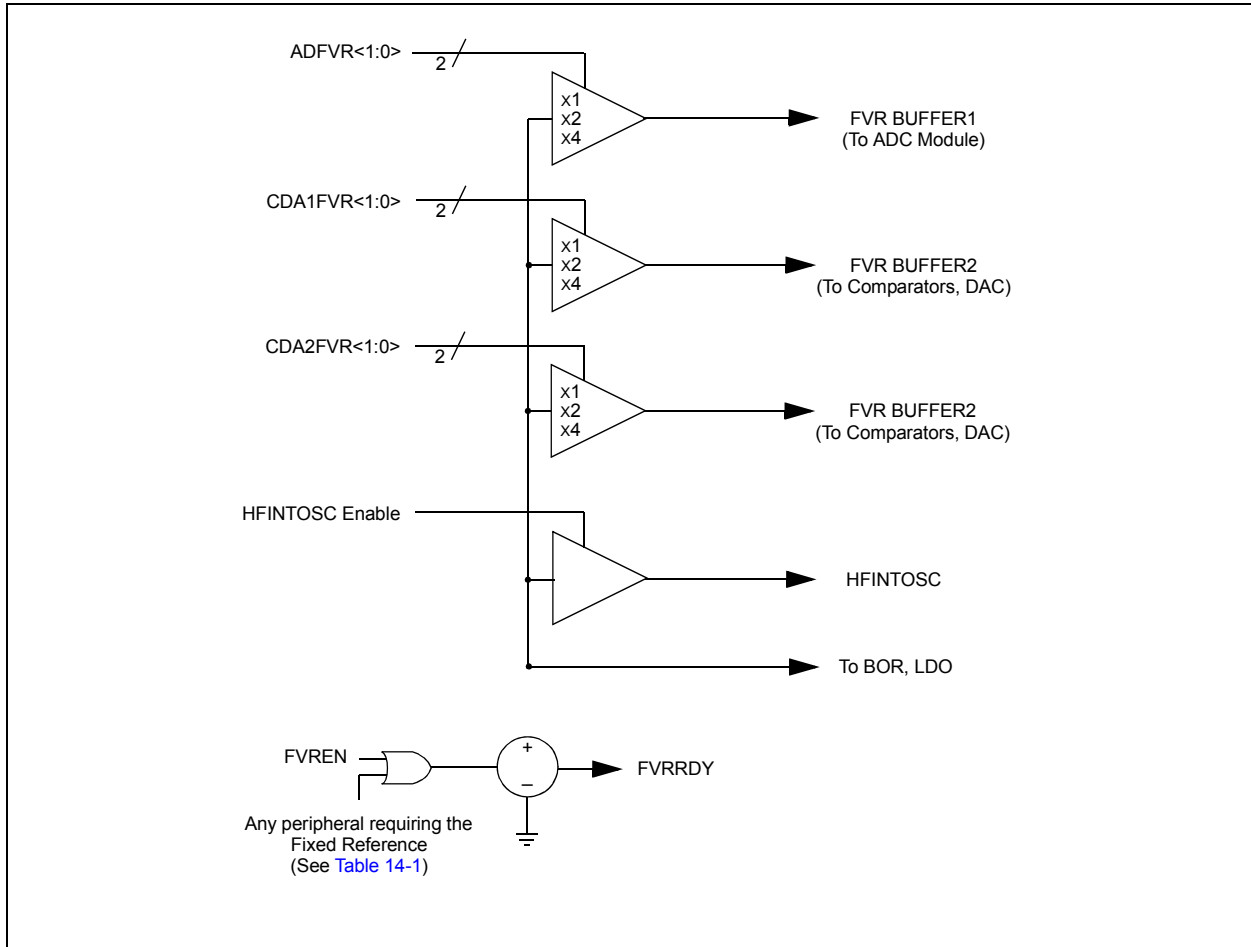 ADFVR<1:0>
2
x1
x2
x4
FVR BUFFER1
(To ADC Module)
CDA1FVR<1:0>
2
x1
x2
x4
FVR BUFFER2
(To Comparators, DAC)
CDA2FVR<1:0>
2
x1
x2
x4
FVR BUFFER2
(To Comparators, DAC)
HFINTOSC Enable
HFINTOSC
To BOR, LDO
FVREN
+
–
FVRRDY
Any peripheral requiring the
Fixed Reference
(See Table 14-1)